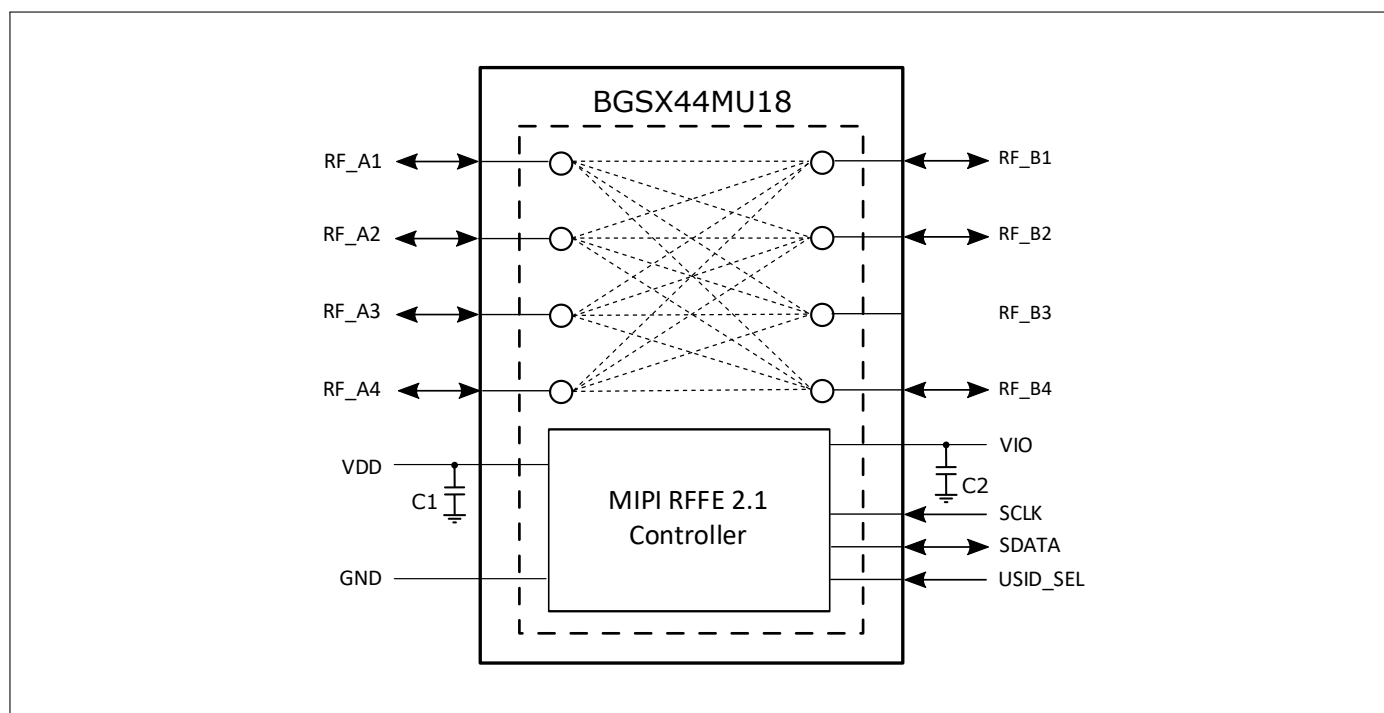 BGSX44MU18
RF_A1
RF_B1
RF_A2
RF_B2
RF_A3
RF_B3
RF_A4
RF_B4
VDD
VIO
C1
C2
MIPI RFFE 2.1
Controller
SCLK
SDATA
GND
USID_SEL